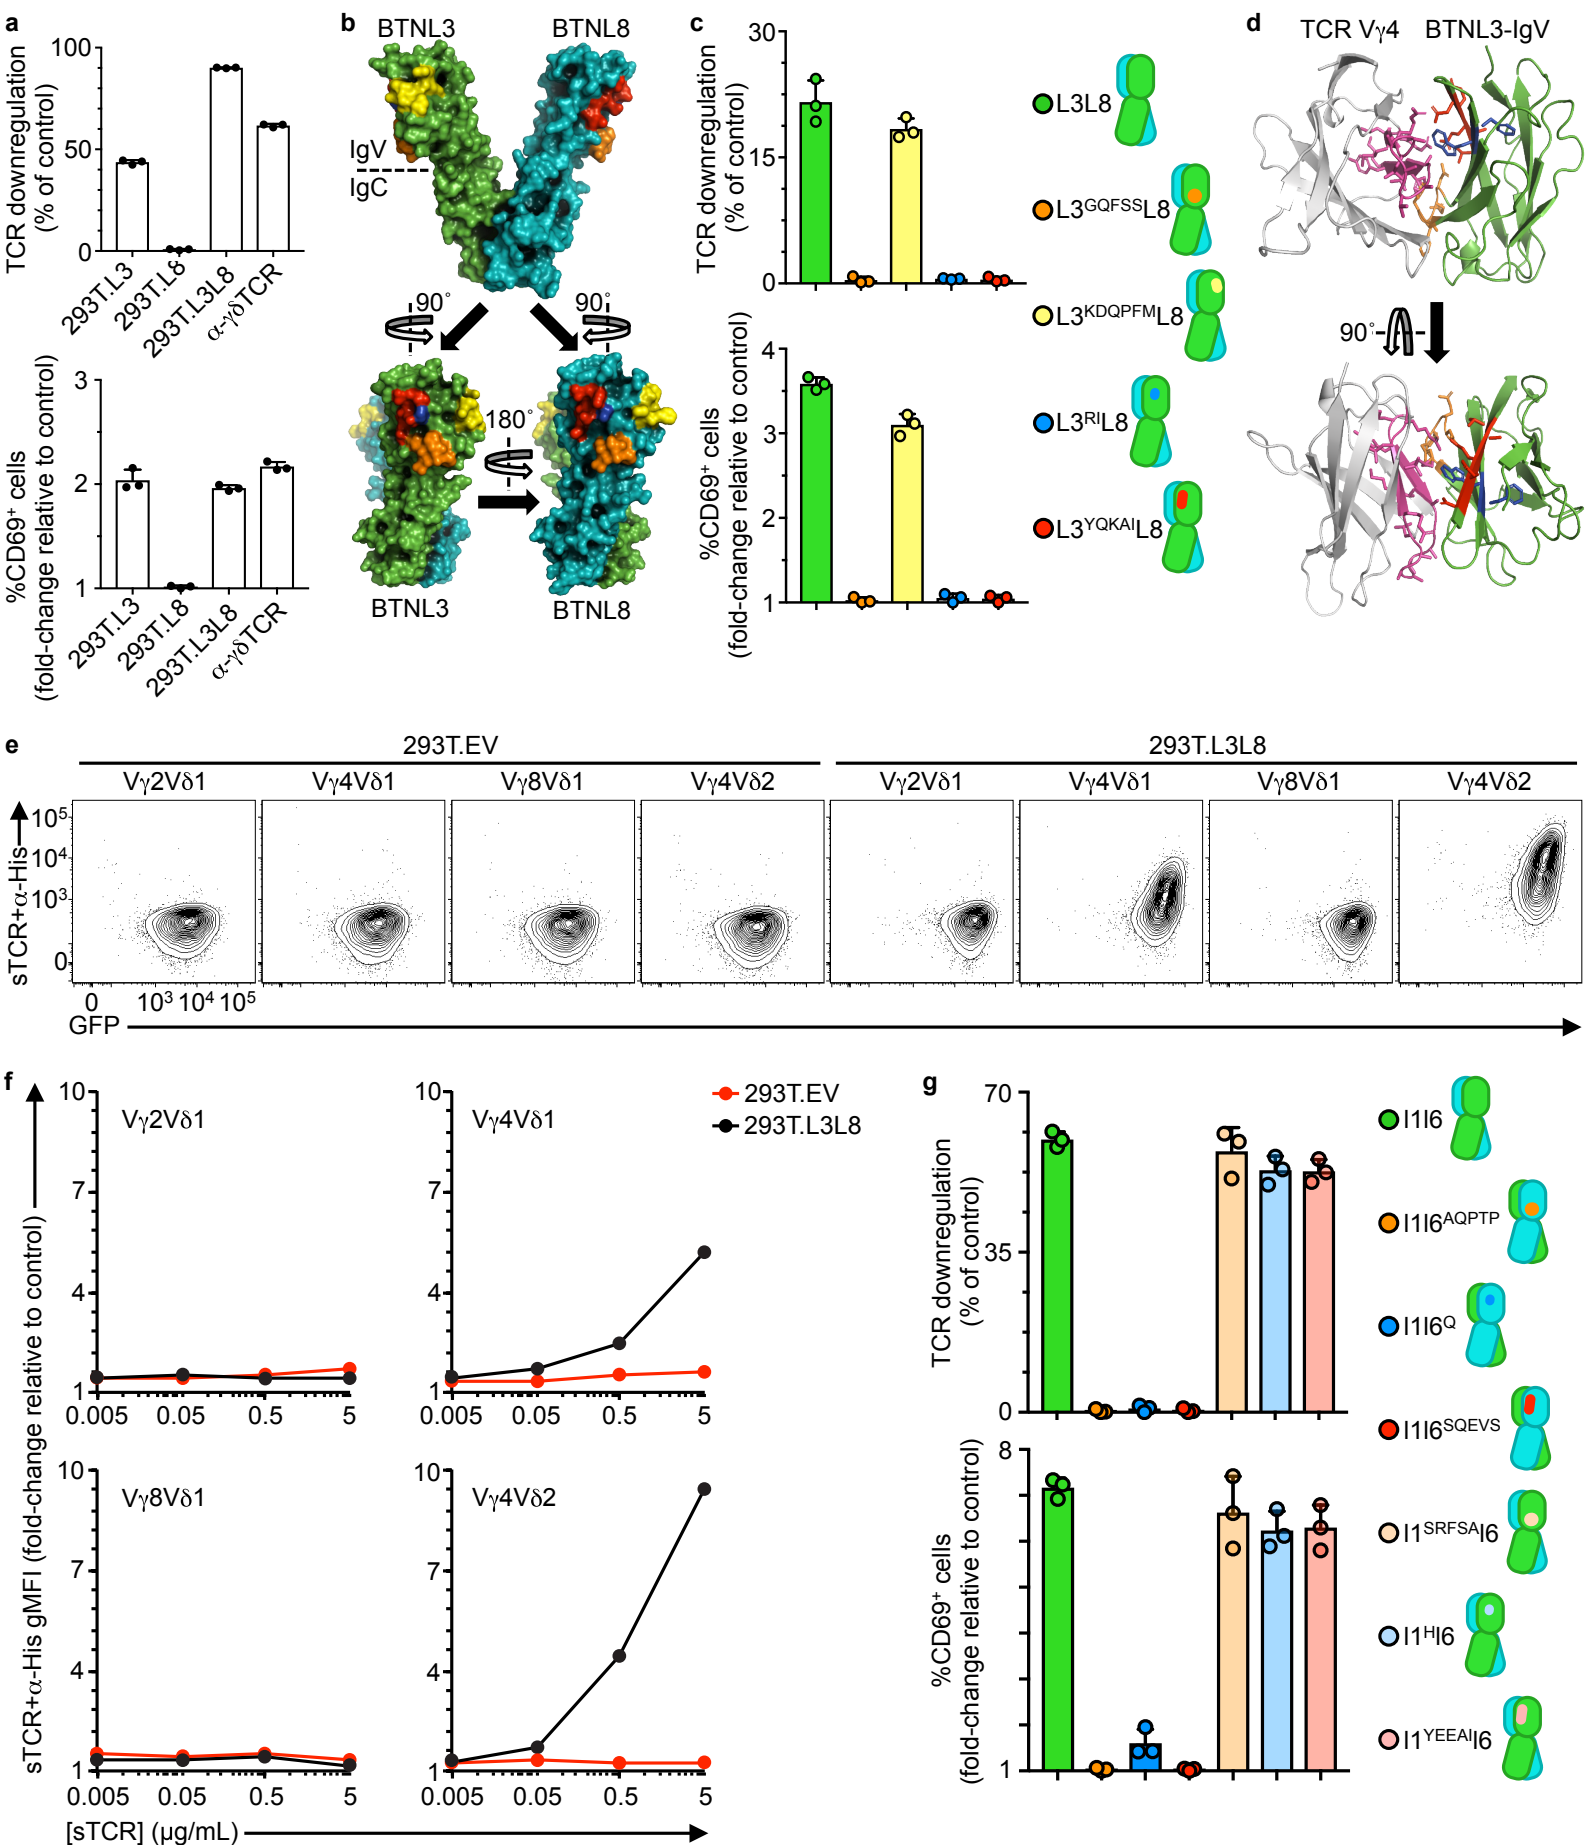 a
TCR downregulation
(% of control)
100
50
0
293T.L3
293T.L8
293T.L3L8
α-γδTCR
%CD69⁺ cells
(fold-change relative to control)
3
2
1
293T.L3
293T.L8
293T.L3L8
α-γδTCR
b
BTNL3
BTNL8
IgV
IgC
90°
90°
180°
BTNL3
BTNL8
c
TCR downregulation
(% of control)
30
15
0
%CD69⁺ cells
(fold-change relative to control)
4
3
2
1
L3L8
L3ᴳQFSSL8
L3ᴷDQPFML8
L3ᴿᴵL8
L3YQKAIL8
d
TCR Vγ4
BTNL3-IgV
90°
e
293T.EV
293T.L3L8
Vγ2Vδ1
Vγ4Vδ1
Vγ8Vδ1
Vγ4Vδ2
Vγ2Vδ1
Vγ4Vδ1
Vγ8Vδ1
Vγ4Vδ2
sTCR+α-His
10⁵
10⁴
10³
0
0 10³ 10⁴ 10⁵
GFP
f
sTCR+α-His gMFI (fold-change relative to control)
10
7
4
1
Vγ2Vδ1
0.005 0.05 0.5 5
10
7
4
1
Vγ4Vδ1
0.005 0.05 0.5 5
293T.EV
293T.L3L8
10
7
4
1
Vγ8Vδ1
0.005 0.05 0.5 5
10
7
4
1
Vγ4Vδ2
0.005 0.05 0.5 5
[sTCR] (µg/mL)
g
TCR downregulation
(% of control)
70
35
0
%CD69⁺ cells
(fold-change relative to control)
8
1
I1I6
I1I6AQPTP
I1I6Q
I1I6SQEVS
I1SRFSAI6
I1HI6
I1YEEAII6